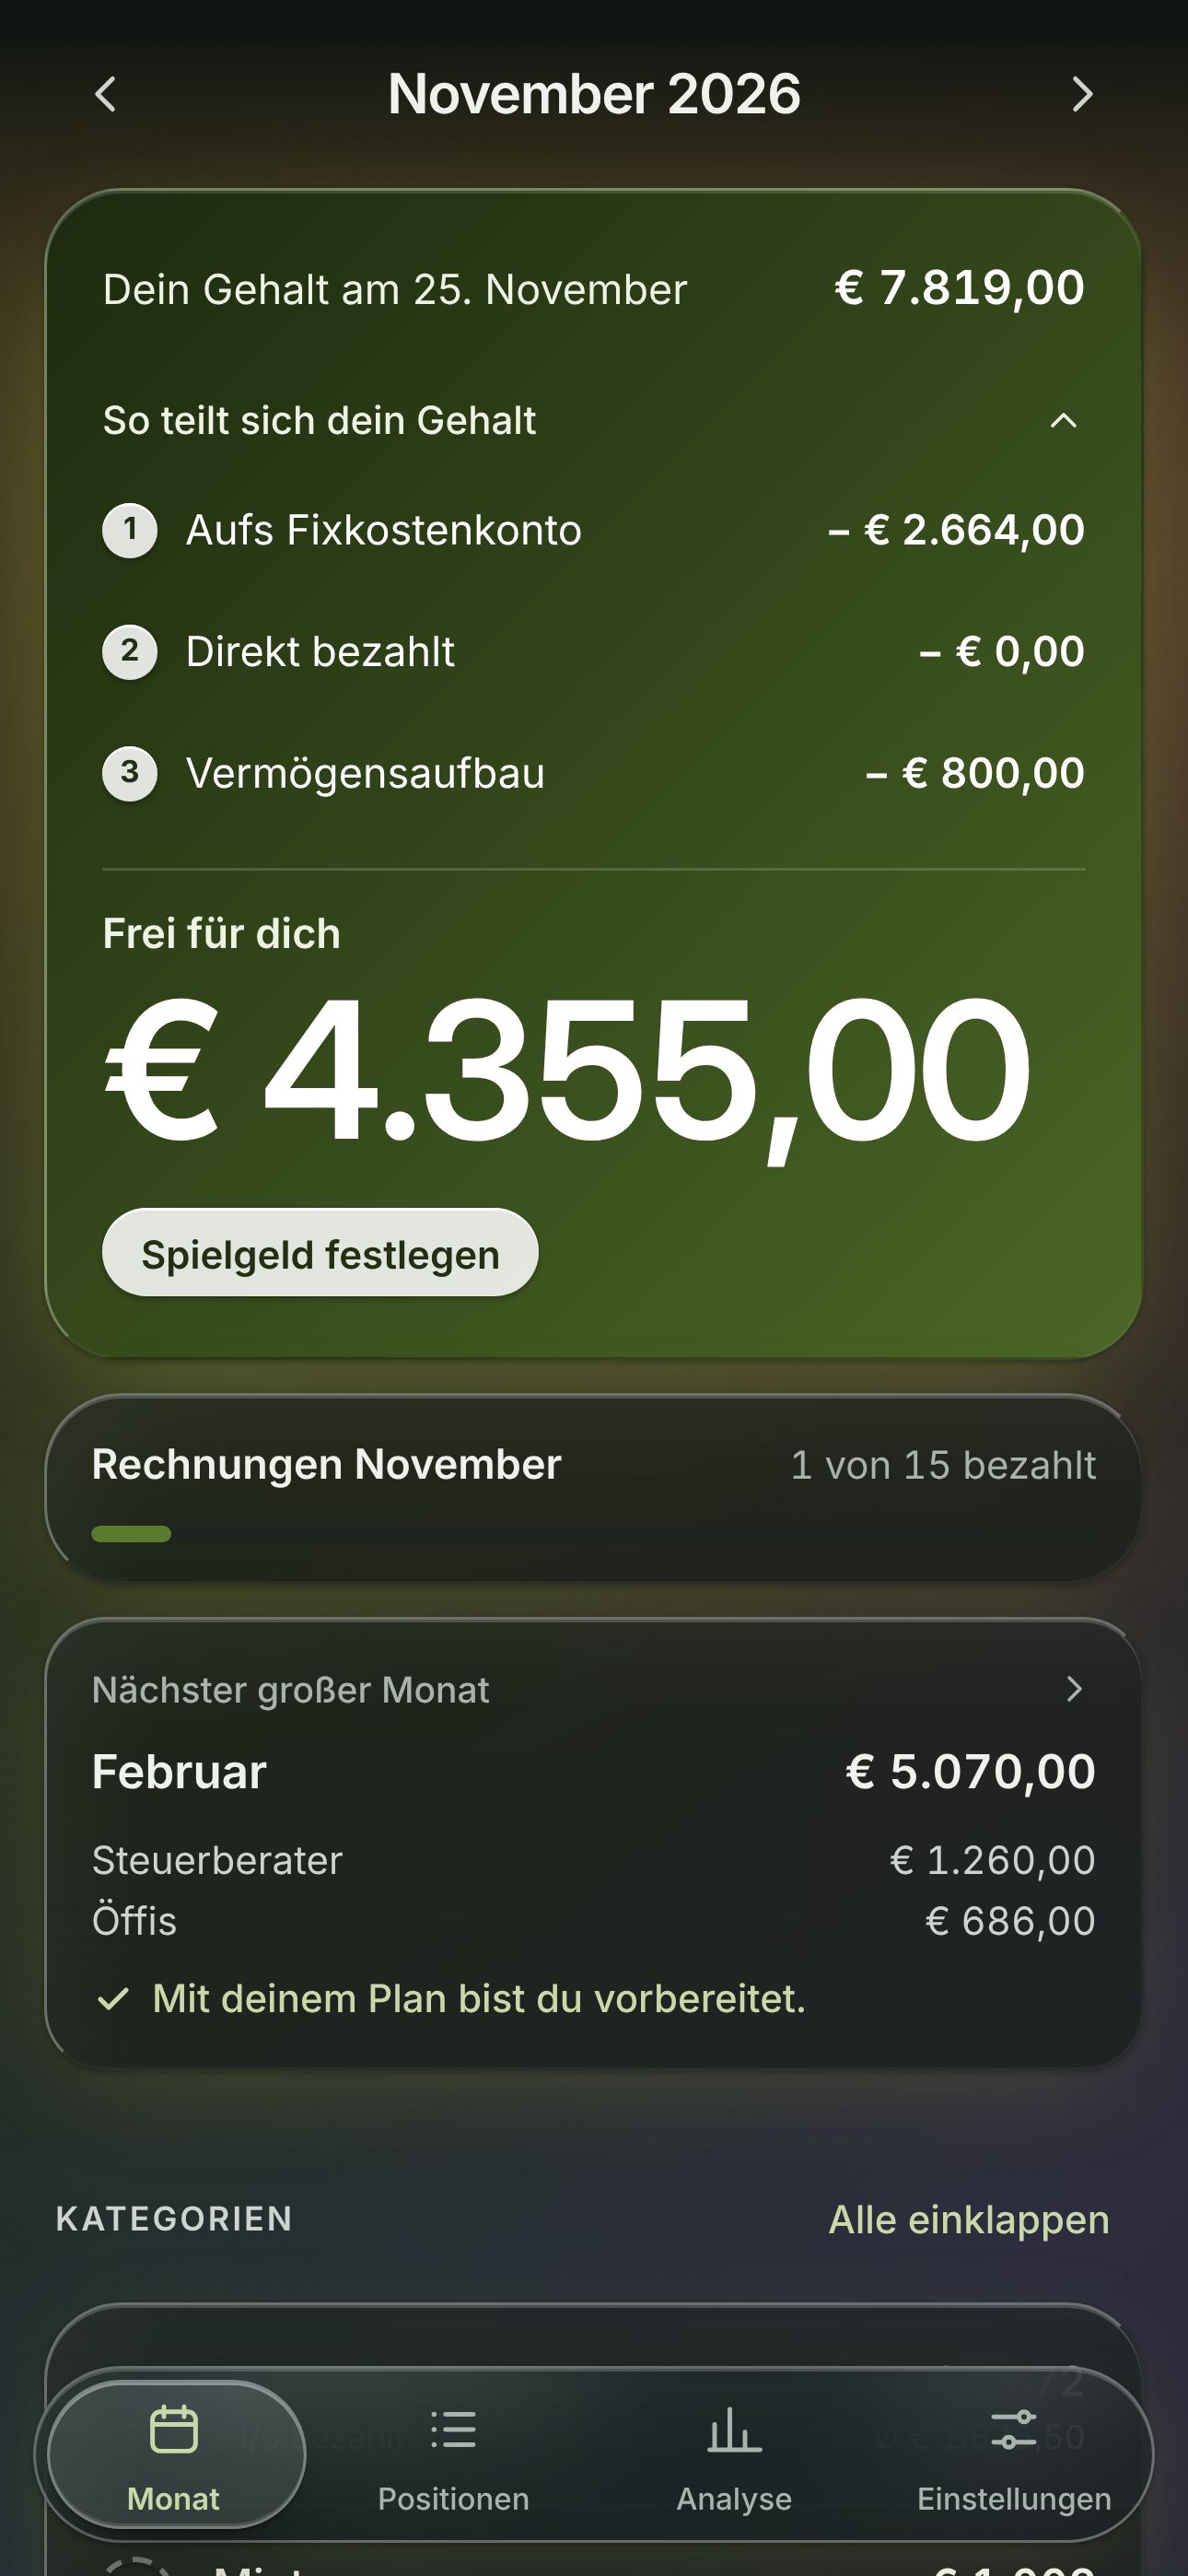 November 2026
Dein Gehalt am 25. November € 7.819,00
So teilt sich dein Gehalt
1 Aufs Fixkostenkonto – € 2.664,00
2 Direkt bezahlt – € 0,00
3 Vermögensaufbau – € 800,00
Frei für dich
€ 4.355,00
Spielgeld festlegen
Rechnungen November 1 von 15 bezahlt
Nächster großer Monat
Februar € 5.070,00
Steuerberater € 1.260,00
Öffis € 686,00
Mit deinem Plan bist du vorbereitet.
KATEGORIEN Alle einklappen
Monat Positionen Analyse Einstellungen